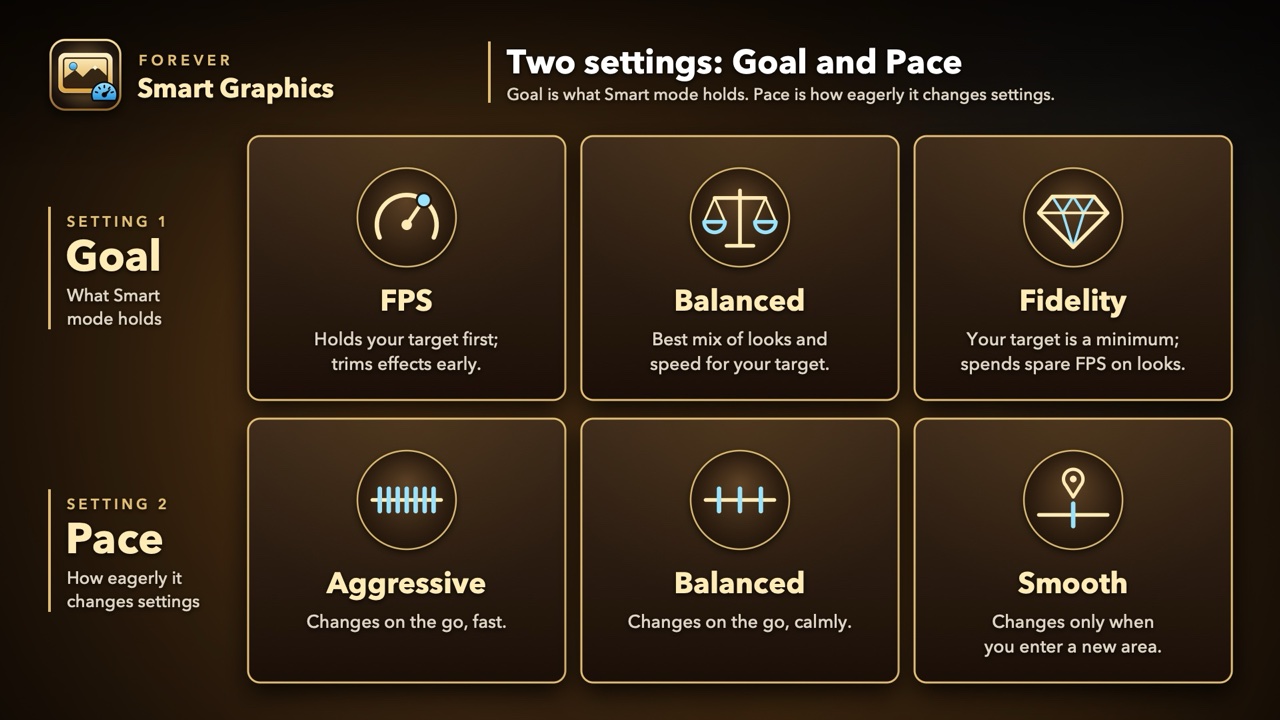 FOREVER
Smart Graphics
Two settings: Goal and Pace
Goal is what Smart mode holds. Pace is how eagerly it changes settings.
SETTING 1
Goal
What Smart
mode holds
FPS
Holds your target first;
trims effects early.
Balanced
Best mix of looks and
speed for your target.
Fidelity
Your target is a minimum;
spends spare FPS on looks.
SETTING 2
Pace
How eagerly it
changes settings
Aggressive
Changes on the go, fast.
Balanced
Changes on the go, calmly.
Smooth
Changes only when
you enter a new area.